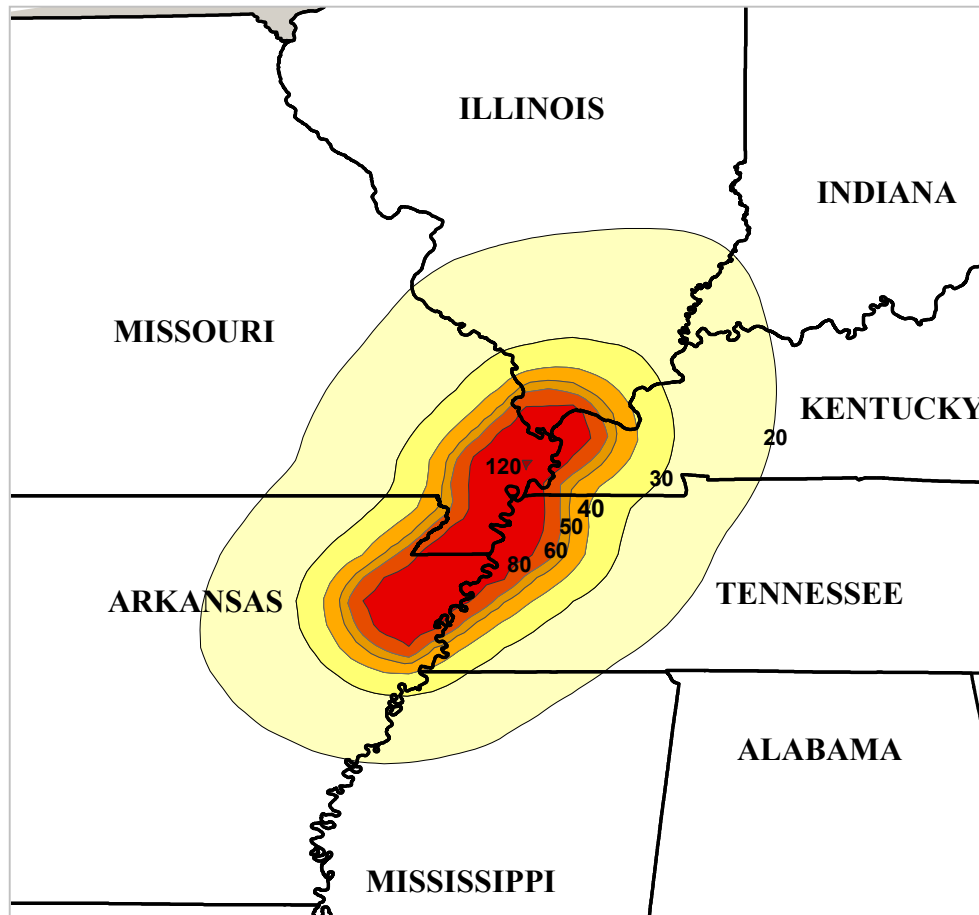 ILLINOIS
INDIANA
MISSOURI
KENTUCKY
20
120
30
40
50
60
80
ARKANSAS
TENNESSEE
ALABAMA
MISSISSIPPI